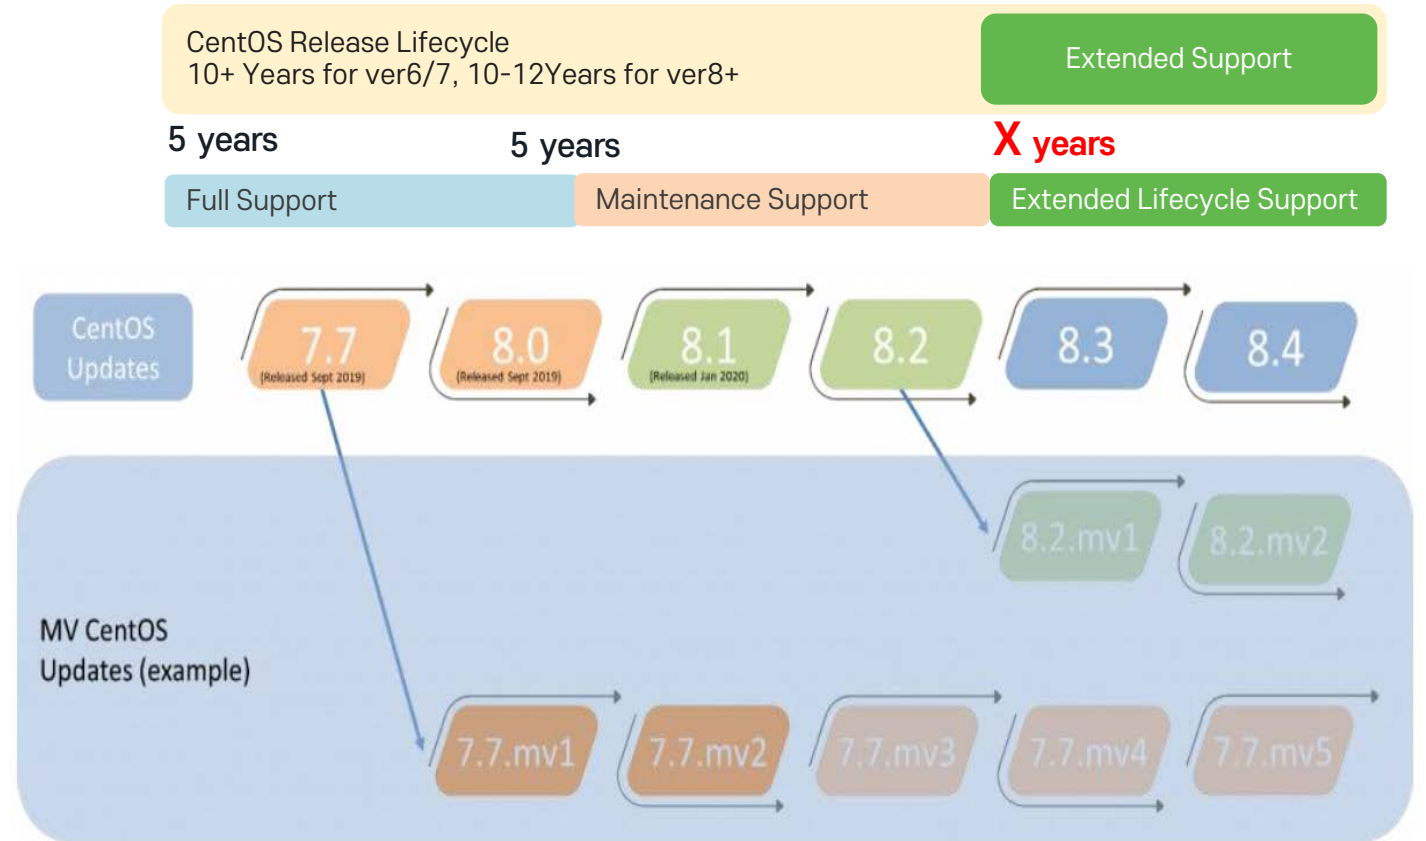 CentOS Release Lifecycle
10+ Years for ver6/7, 10-12Years for ver8+
Extended Support
5 years
5 years
X years
Full Support
Maintenance Support
Extended Lifecycle Support
CentOS
Updates
7.7
(Released Sept 2019)
8.0
(Released Sept 2019)
8.1
(Released Jan 2020)
8.2
8.3
8.4
8.2.mv1
8.2.mv2
MV CentOS
Updates (example)
7.7.mv1
7.7.mv2
7.7.mv3
7.7.mv4
7.7.mv5